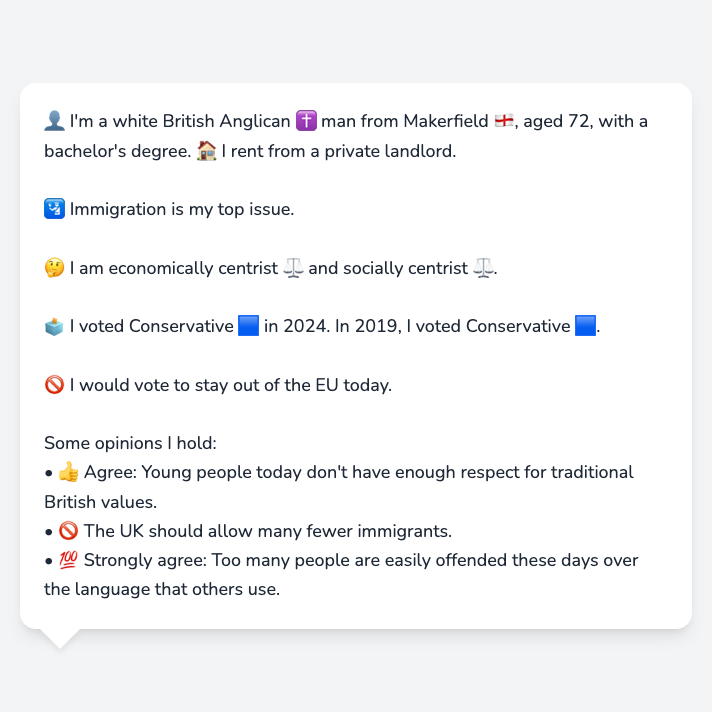 👤 I'm a white British Anglican ✝️ man from Makerfield 🏴󠁧󠁢󠁥󠁮󠁧󠁿, aged 72, with a
bachelor's degree. 🏠 I rent from a private landlord.
🛂 Immigration is my top issue.
🤔 I am economically centrist ⚖️ and socially centrist ⚖️.
🗳️ I voted Conservative 🟦 in 2024. In 2019, I voted Conservative 🟦.
🚫 I would vote to stay out of the EU today.
Some opinions I hold:
• 👍 Agree: Young people today don't have enough respect for traditional
British values.
• 🚫 The UK should allow many fewer immigrants.
• 💯 Strongly agree: Too many people are easily offended these days over
the language that others use.